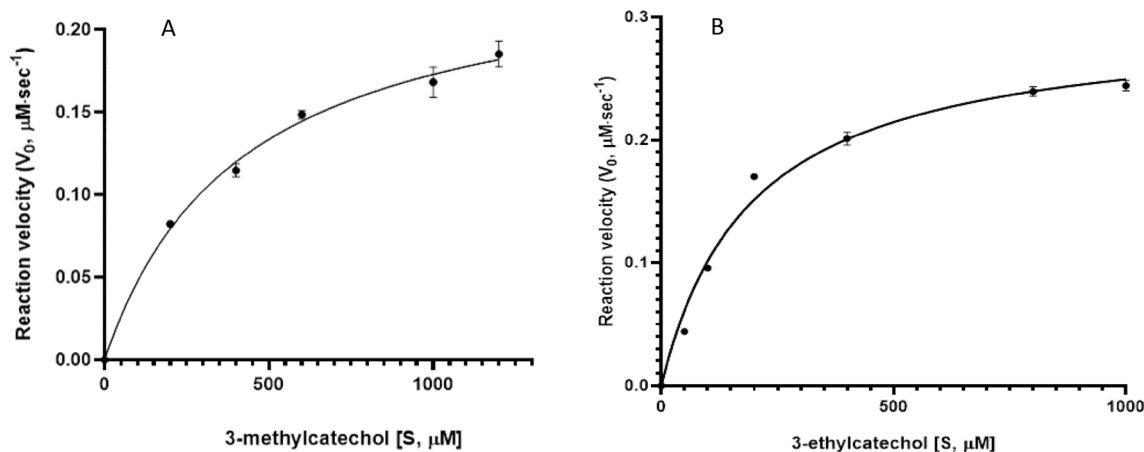 A
0.20
0.15
0.10
0.05
0.00
Reaction velocity (V₀, µM·sec⁻¹)
0
500
1000
3-methylcatechol [S, µM]
B
0.3
0.2
0.1
0.0
Reaction velocity (V₀, µM·sec⁻¹)
0
500
1000
3-ethylcatechol [S, µM]